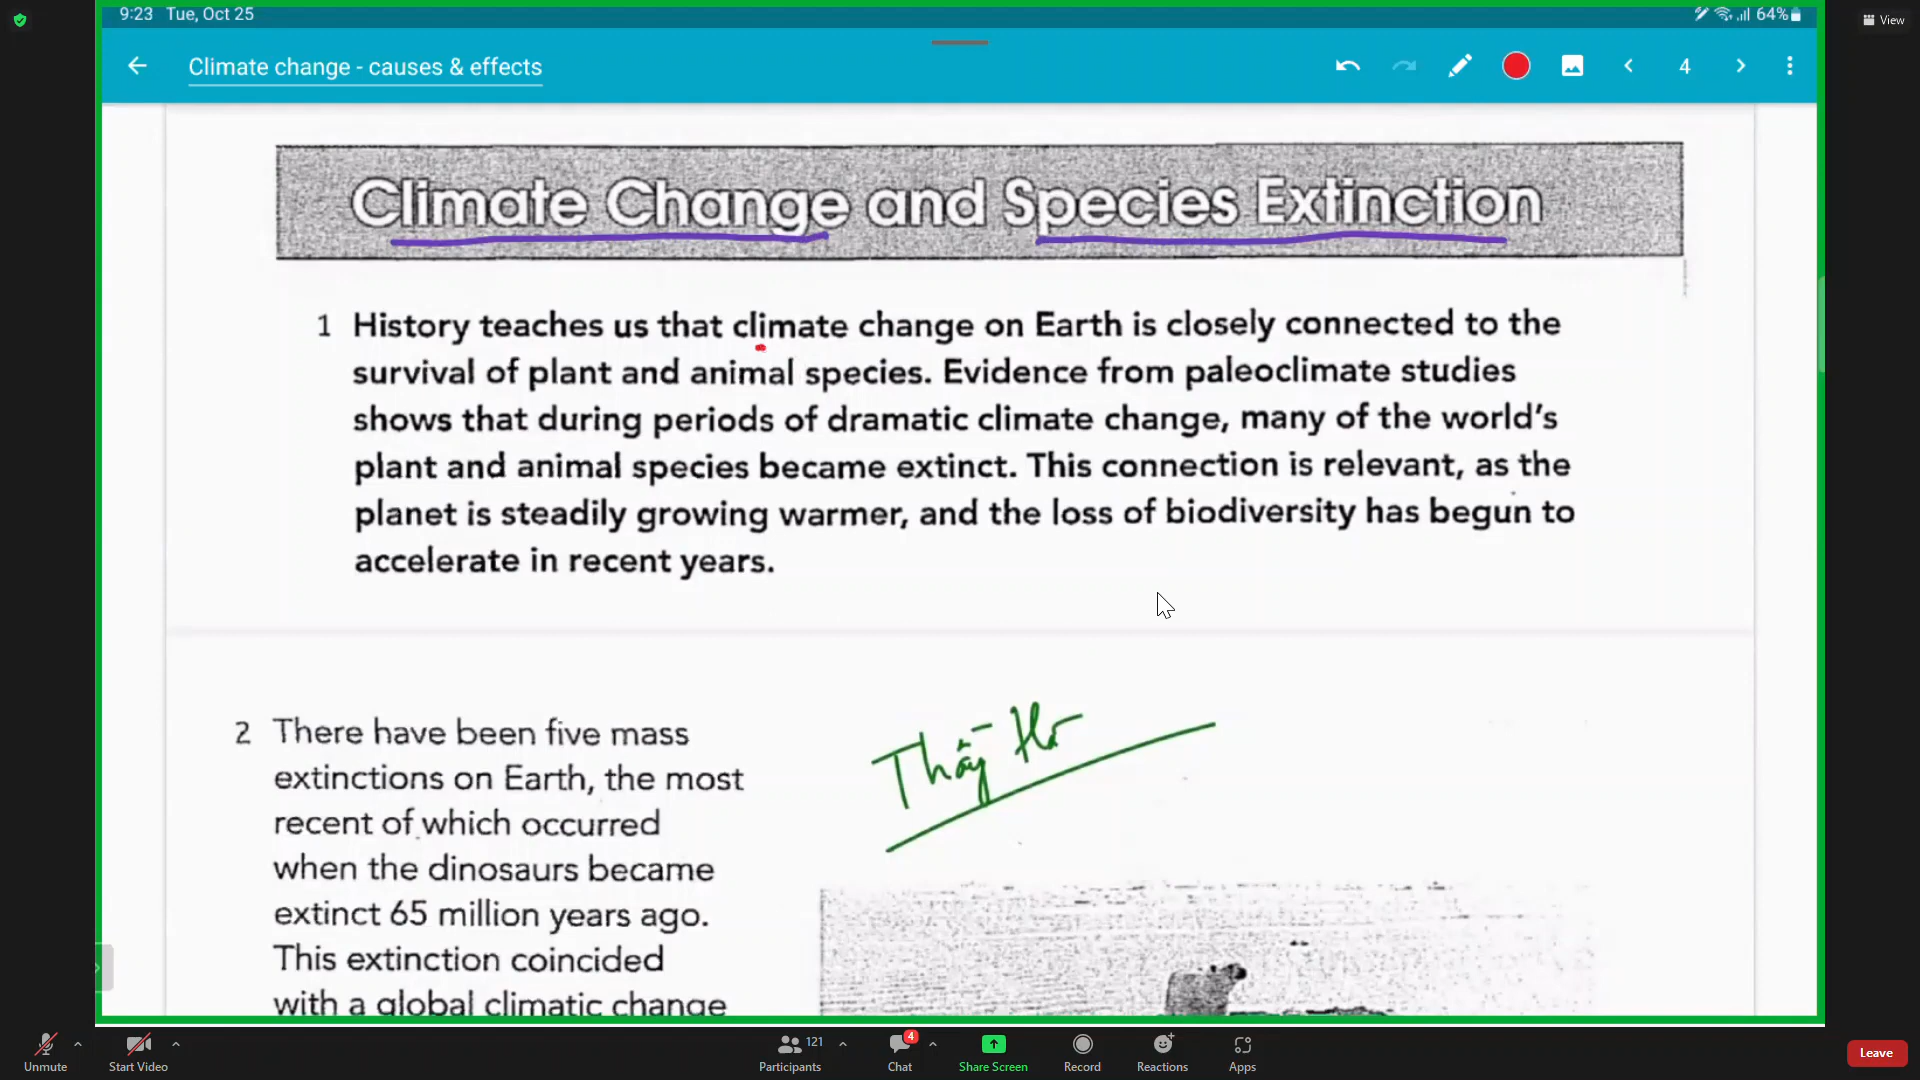 9:23 Tue, Oct 25
64%
View
Climate change - causes & effects
4
Climate Change and Species Extinction
1 History teaches us that climate change on Earth is closely connected to the
survival of plant and animal species. Evidence from paleoclimate studies
shows that during periods of dramatic climate change, many of the world's
plant and animal species became extinct. This connection is relevant, as the
planet is steadily growing warmer, and the loss of biodiversity has begun to
accelerate in recent years.
2 There have been five mass
extinctions on Earth, the most
recent of which occurred
when the dinosaurs became
extinct 65 million years ago.
This extinction coincided
with a global climatic change
Thầy
Unmute
Start Video
121
Participants
4
Chat
Share Screen
Record
Reactions
Apps
Leave